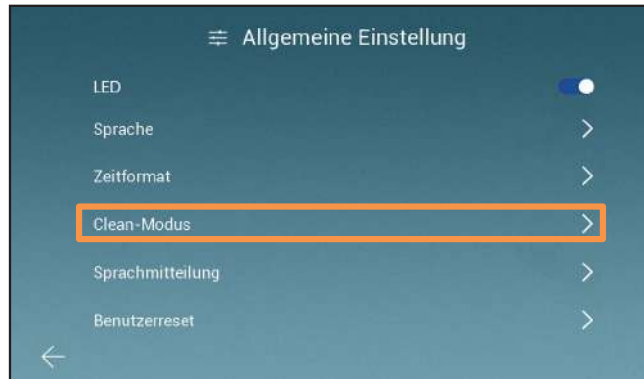 Allgemeine Einstellung
LED
Sprache
Zeitformat
Clean-Modus
Sprachmitteilung
Benutzerreset